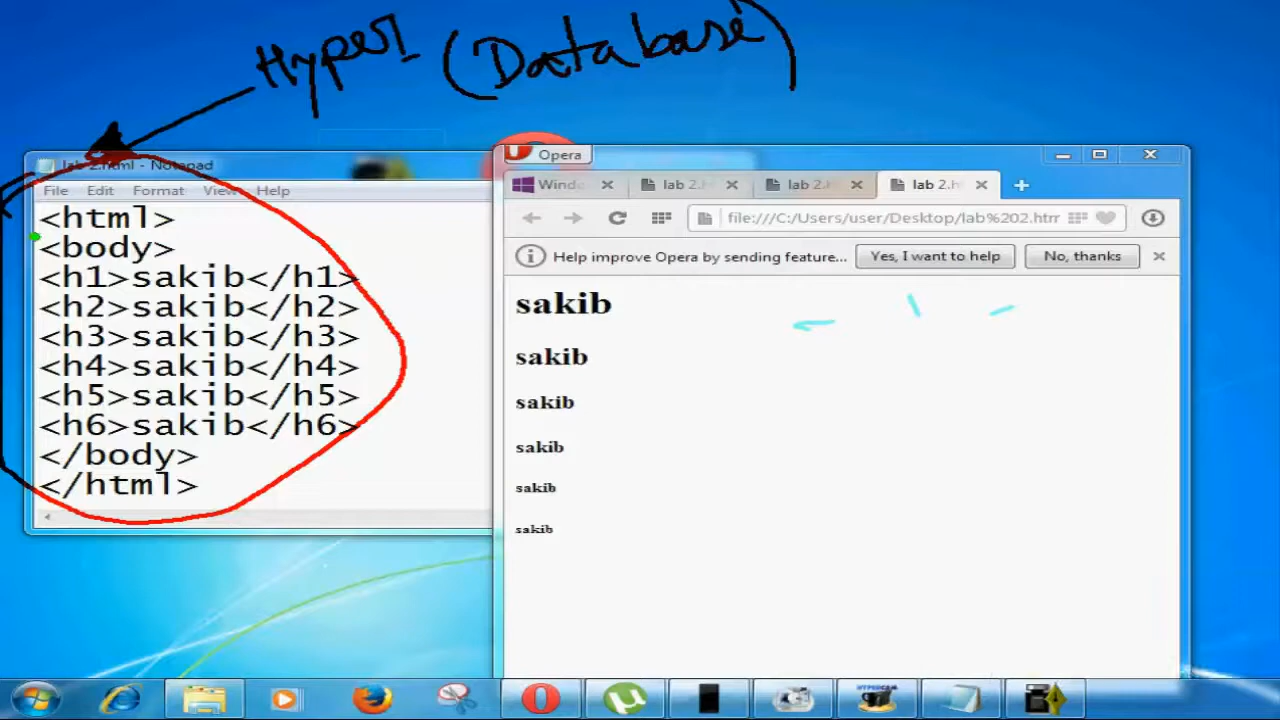 Hyper! (Database)
lab 2.html - Notepad
File Edit Format View Help
<html>
<body>
<h1>sakib</h1>
<h2>sakib</h2>
<h3>sakib</h3>
<h4>sakib</h4>
<h5>sakib</h5>
<h6>sakib</h6>
</body>
</html>
Opera
Windo lab 2.h lab 2.h lab 2.h
file:///C:/Users/user/Desktop/lab%202.htm
Help improve Opera by sending feature... Yes, I want to help No, thanks
sakib
sakib
sakib
sakib
sakib
sakib
HYPERCAM